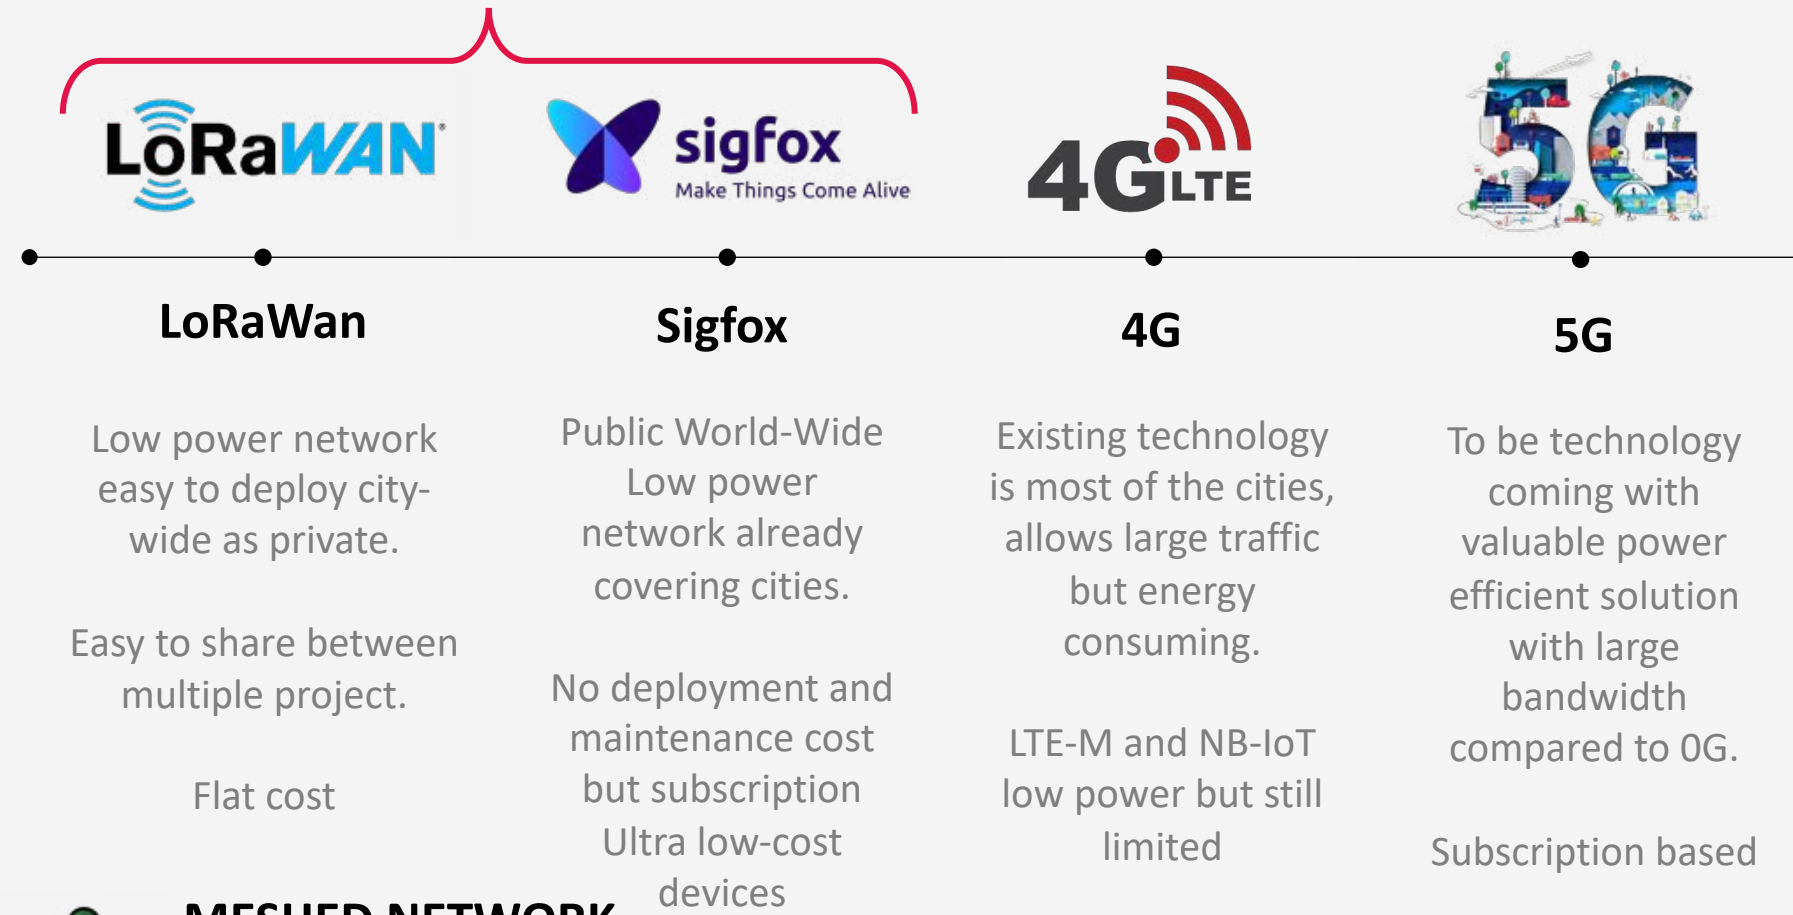 LoRaWAN®
sigfox
Make Things Come Alive
4G LTE
5G
LoRaWan
Low power network
easy to deploy city-
wide as private.
Easy to share between
multiple project.
Flat cost
Sigfox
Public World-Wide
Low power
network already
covering cities.
No deployment and
maintenance cost
but subscription
Ultra low-cost
devices
4G
Existing technology
is most of the cities,
allows large traffic
but energy
consuming.
LTE-M and NB-IoT
low power but still
limited
5G
To be technology
coming with
valuable power
efficient solution
with large
bandwidth
compared to 0G.
Subscription based
MESHED NETWORK